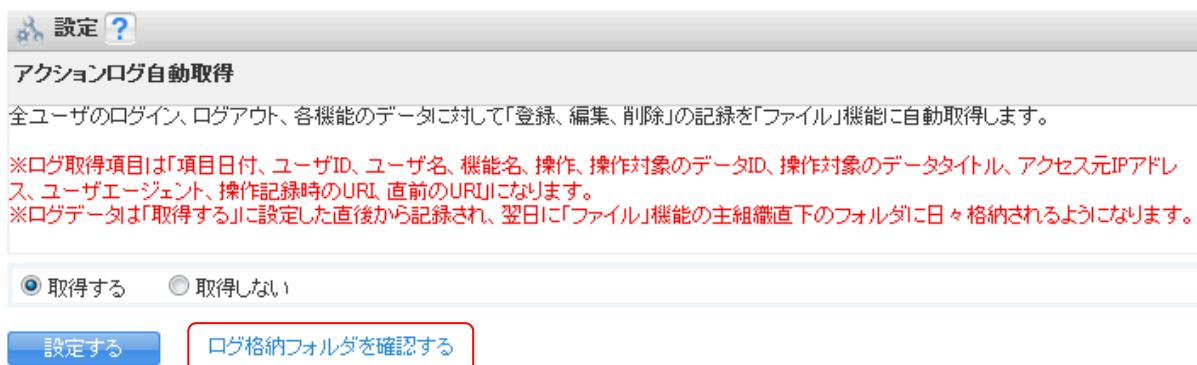 設定 ?
アクションログ自動取得
全ユーザのログイン、ログアウト、各機能のデータに対して「登録、編集、削除」の記録を「ファイル」機能に自動取得します。
※ログ取得項目は「項目日付、ユーザID、ユーザ名、機能名、操作、操作対象のデータID、操作対象のデータタイトル、アクセス元IPアドレ
ス、ユーザエージェント、操作記録時のURI、直前のURI」になります。
※ログデータは「取得する」に設定した直後から記録され、翌日に「ファイル」機能の主組織直下のフォルダに日々格納されるようになります。
取得する 取得しない
設定する ログ格納フォルダを確認する